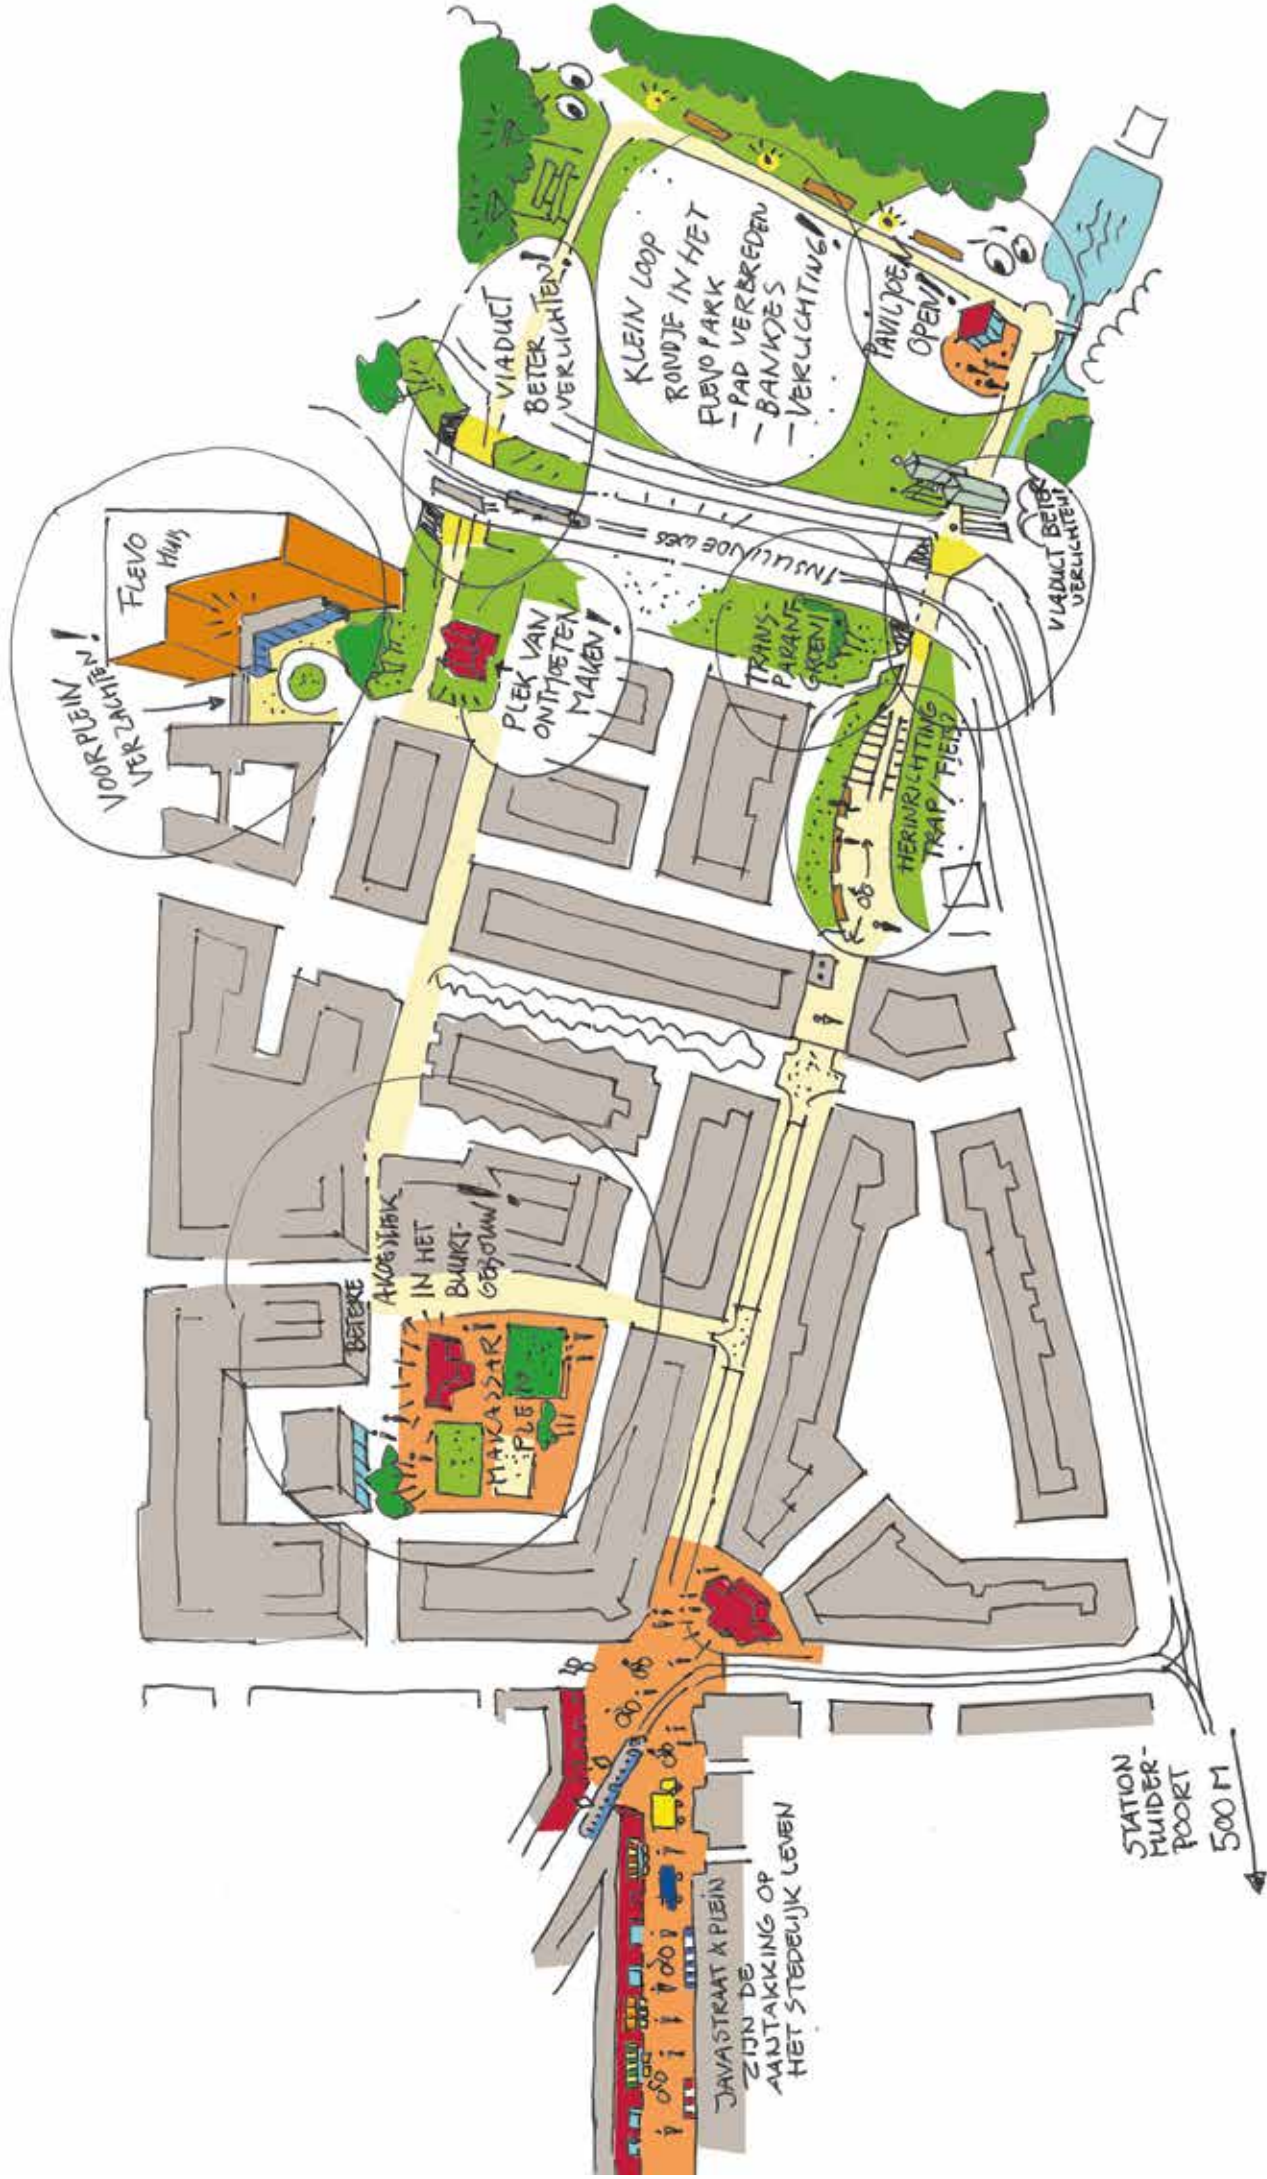 FLEVO
HUIS
VOORPLEIN
VERZACHTEN!
VIADUCT
BETER
VERLICHTEN!
KLEIN LOOP
RONDJE IN HET
FLEVOPARK
- PAD VERBREDEN
- BANKJES
- VERLICHTING!
PAVILJOEN
OPEN!
PLEK VAN
ONTMOETEN
MAKEN!
INSULINDEWEG
TRANS-
PARANT
GROEN!
VIADUCT BETER
VERLICHTEN!
HERINRICHTING
TRAP / FIETS
BETERE
AKOESTIEK
IN HET
BUURT-
GEBOUW!
MAKASSAR
PLEIN
JAVASTRAAT & PLEIN
ZIJN DE
AANTAKKING OP
HET STEDELIJK LEVEN
STATION
MUIDER-
POORT
500 M